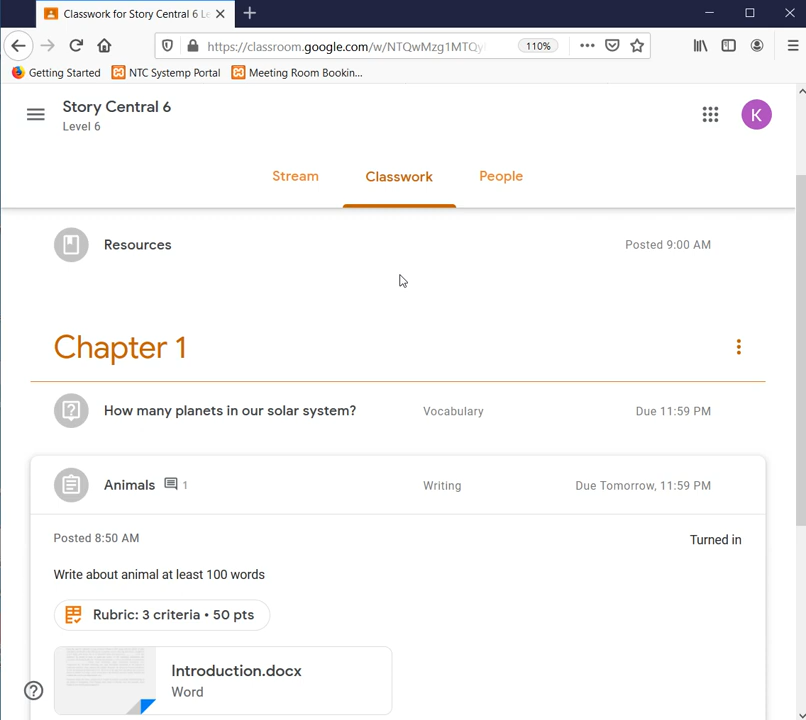 Classwork for Story Central 6 Le
https://classroom.google.com/w/NTQwMzg1MTQy
110%
Getting Started
NTC Systemp Portal
Meeting Room Bookin...
Story Central 6
Level 6
K
Stream
Classwork
People
Resources
Posted 9:00 AM
Chapter 1
How many planets in our solar system?
Vocabulary
Due 11:59 PM
Animals
1
Writing
Due Tomorrow, 11:59 PM
Posted 8:50 AM
Turned in
Write about animal at least 100 words
Rubric: 3 criteria • 50 pts
Introduction.docx
Word